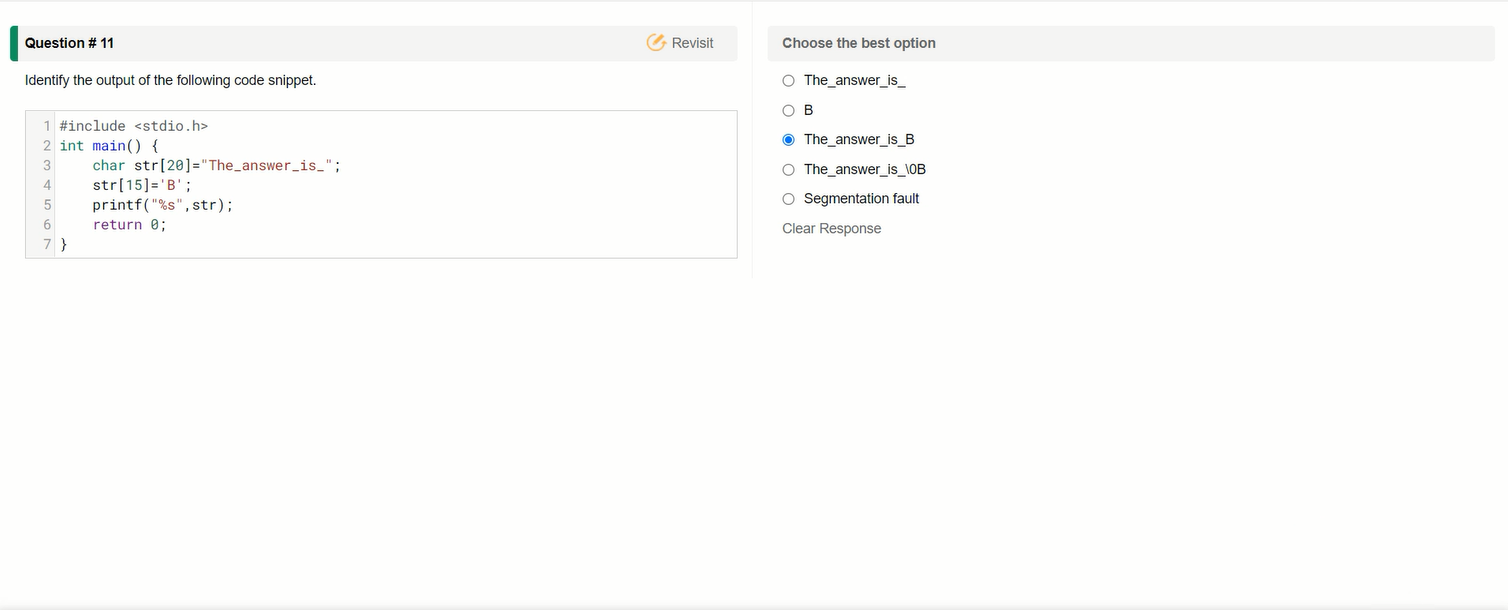 Question # 11
Revisit
Identify the output of the following code snippet.
1 #include <stdio.h>
2 int main() {
3     char str[20]="The_answer_is_";
4     str[15]='B';
5     printf("%s",str);
6     return 0;
7 }
Choose the best option
The_answer_is_
B
The_answer_is_B
The_answer_is_\0B
Segmentation fault
Clear Response